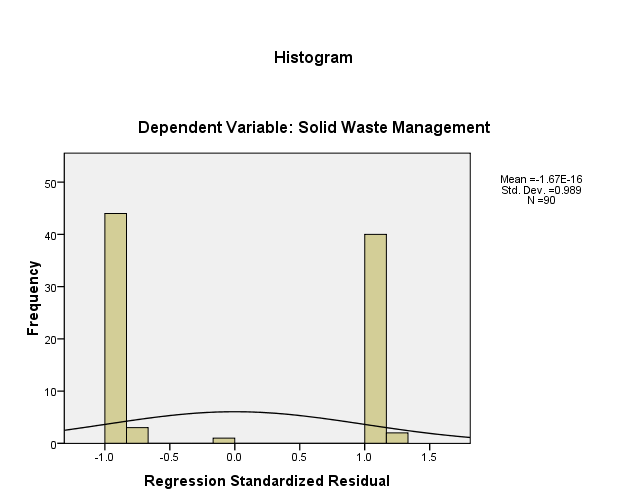 Histogram
Dependent Variable: Solid Waste Management
Mean =-1.67E-16
Std. Dev. =0.989
N =90
Frequency
50
40
30
20
10
0
-1.0 -0.5 0.0 0.5 1.0 1.5
Regression Standardized Residual